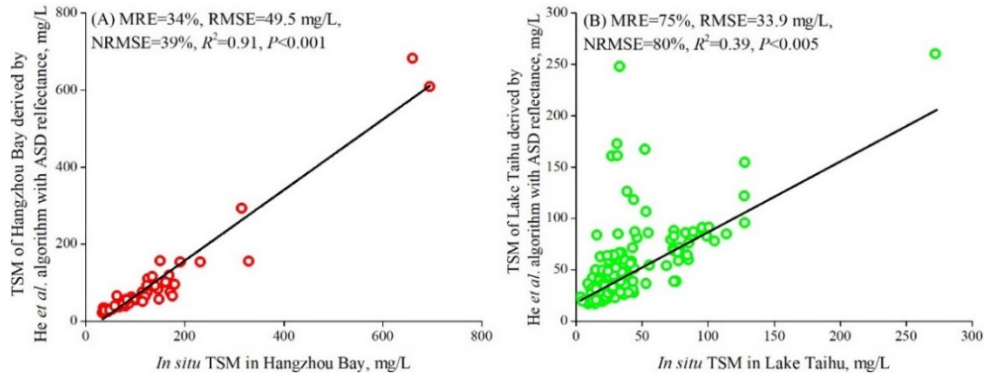 (A) MRE=34%, RMSE=49.5 mg/L,
NRMSE=39%, R²=0.91, P<0.001
800
600
400
200
0
0 200 400 600 800
TSM of Hangzhou Bay derived by
He et al. algorithm with ASD relfectance, mg/L
In situ TSM in Hangzhou Bay, mg/L
(B) MRE=75%, RMSE=33.9 mg/L,
NRMSE=80%, R²=0.39, P<0.005
300
250
200
150
100
50
0
0 50 100 150 200 250 300
TSM of Lake Taihu derived by
He et al. algorithm with ASD reflectance, mg/L
In situ TSM in Lake Taihu, mg/L